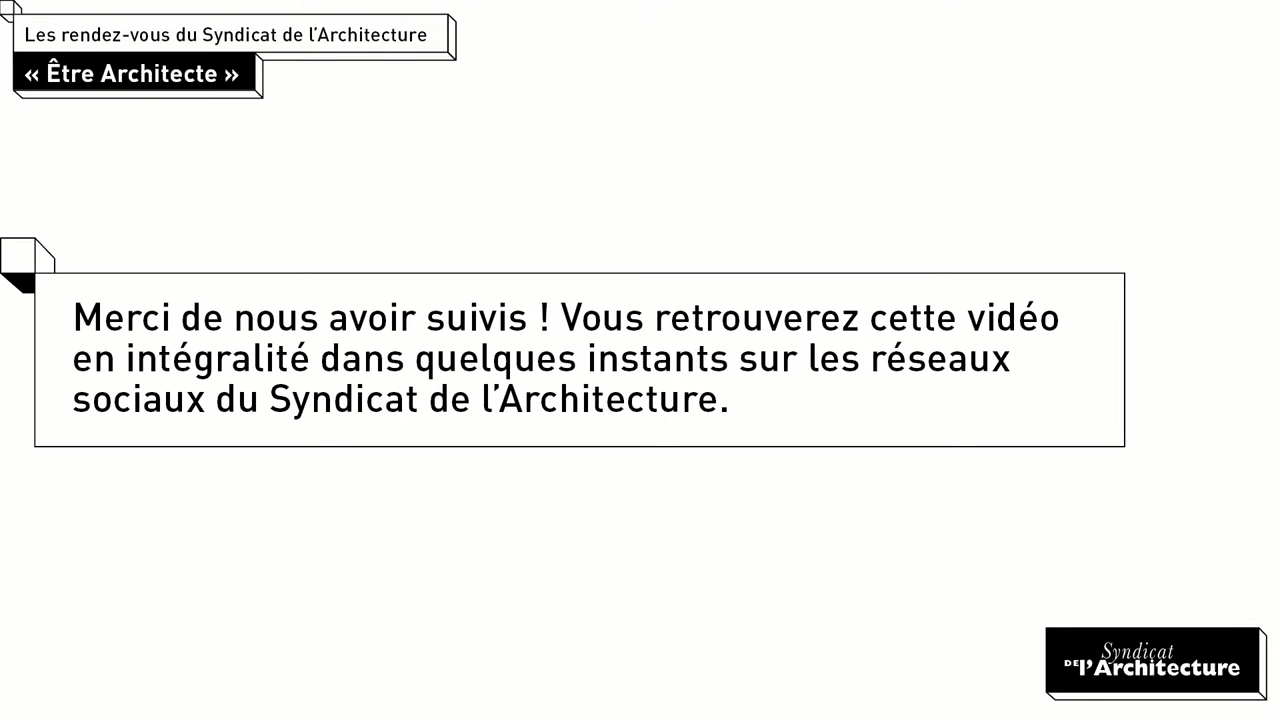 Les rendez-vous du Syndicat de l’Architecture
« Être Architecte »
Merci de nous avoir suivis ! Vous retrouverez cette vidéo
en intégralité dans quelques instants sur les réseaux
sociaux du Syndicat de l’Architecture.
Syndicat
DE l’Architecture